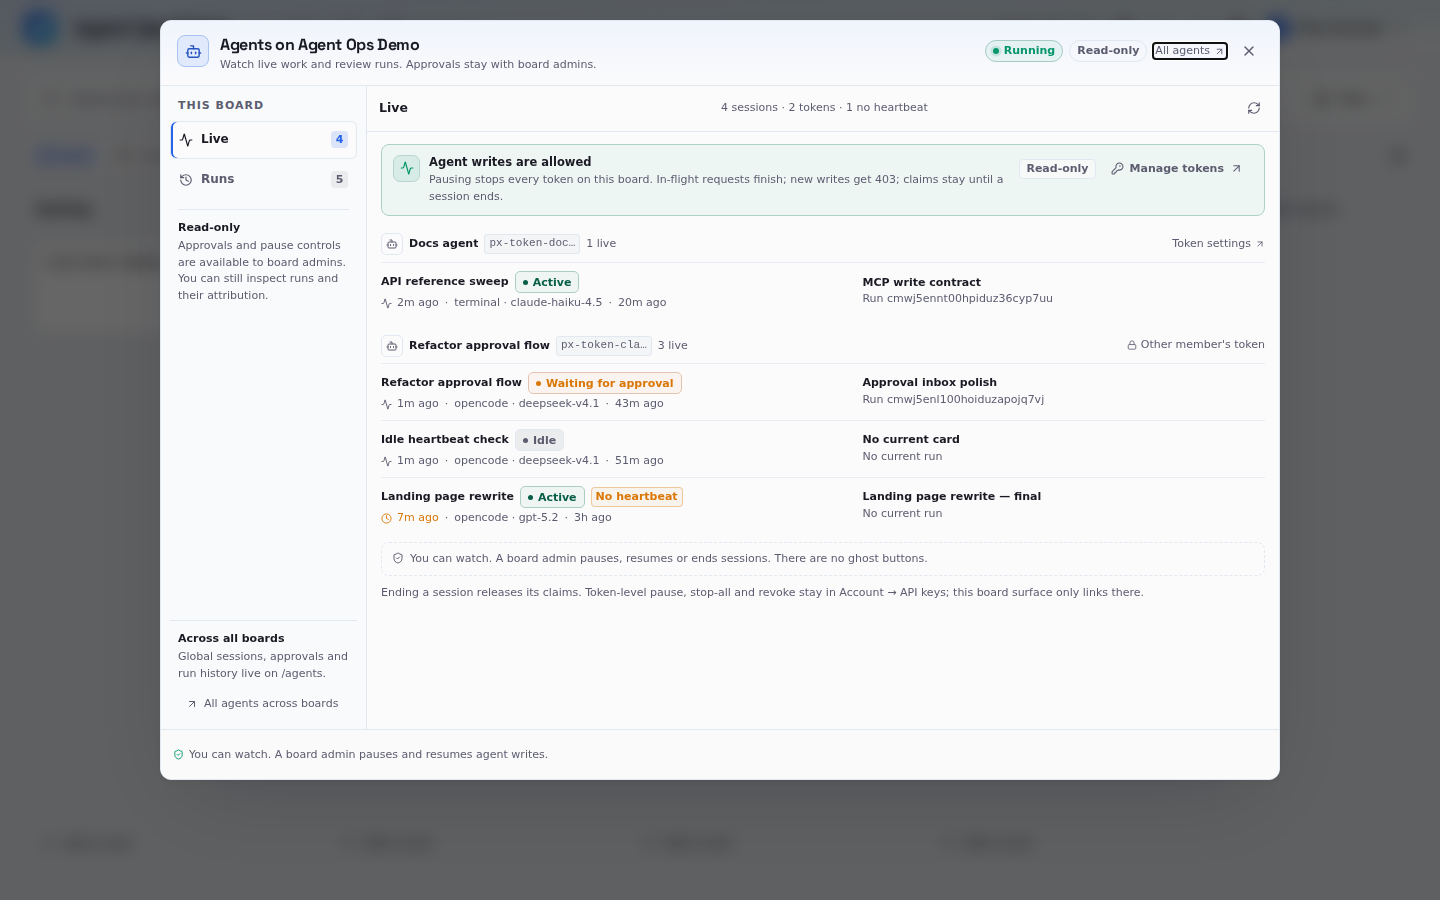 Agents on Agent Ops Demo
Watch live work and review runs. Approvals stay with board admins.
Running
Read-only
All agents
THIS BOARD
Live
4
Runs
5
Read-only
Approvals and pause controls
are available to board admins.
You can still inspect runs and
their attribution.
Across all boards
Global sessions, approvals and
run history live on /agents.
All agents across boards
Live
4 sessions · 2 tokens · 1 no heartbeat
Agent writes are allowed
Pausing stops every token on this board. In-flight requests finish; new writes get 403; claims stay until a
session ends.
Read-only
Manage tokens
Docs agent px-token-doc… 1 live
Token settings
API reference sweep Active
2m ago · terminal · claude-haiku-4.5 · 20m ago
MCP write contract
Run cmwj5ennt00hpiduz36cyp7uu
Refactor approval flow px-token-cla… 3 live
Other member's token
Refactor approval flow Waiting for approval
1m ago · opencode · deepseek-v4.1 · 43m ago
Approval inbox polish
Run cmwj5enl100hoiduzapojq7vj
Idle heartbeat check Idle
1m ago · opencode · deepseek-v4.1 · 51m ago
No current card
No current run
Landing page rewrite Active No heartbeat
7m ago · opencode · gpt-5.2 · 3h ago
Landing page rewrite — final
No current run
You can watch. A board admin pauses, resumes or ends sessions. There are no ghost buttons.
Ending a session releases its claims. Token-level pause, stop-all and revoke stay in Account → API keys; this board surface only links there.
You can watch. A board admin pauses and resumes agent writes.